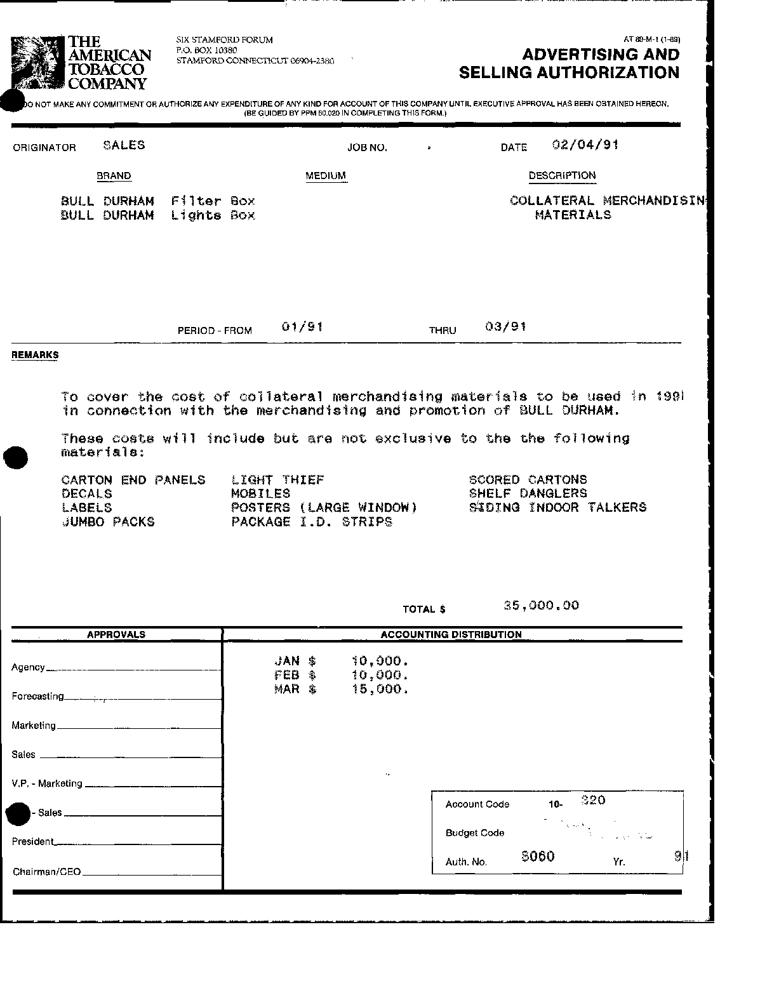 THE
AMERICAN
TOBACCO
COMPANY
SIX STAMFORD FORUM
P.O. BOX 10380
STAMFORD CONNECTICUT 06904-2380
AT 80-M-1 (1-89)
ADVERTISING AND
SELLING AUTHORIZATION
DO NOT MAKE ANY COMMITMENT OR AUTHORIZE ANY EXPENDITURE OF ANY KIND FOR ACCOUNT OF THIS COMPANY UNTIL EXECUTIVE APPROVAL HAS BEEN OBTAINED HEREON.
(BE GUIDED BY PPM 50.020 IN COMPLETING THIS FORM.)
ORIGINATOR SALES JOB NO. DATE 02/04/91
BRAND MEDIUM DESCRIPTION
BULL DURHAM Filter Box COLLATERAL MERCHANDISIN
BULL DURHAM Lights Box MATERIALS
PERIOD - FROM 01/91 THRU 03/91
REMARKS
To cover the cost of collateral merchandising materials to be used in 1991
in connection with the merchandising and promotion of BULL DURHAM.
These costs will include but are not exclusive to the the following
materials:
CARTON END PANELS LIGHT THIEF SCORED CARTONS
DECALS MOBILES SHELF DANGLERS
LABELS POSTERS (LARGE WINDOW) SIDING INDOOR TALKERS
JUMBO PACKS PACKAGE I.D. STRIPS
TOTAL $ 35,000.00
APPROVALS ACCOUNTING DISTRIBUTION
JAN $ 10,000.
Agency
FEB $ 10,000.
MAR $ 15,000.
Forecasting
Marketing
Sales
V.P. - Marketing
- Sales
President
Chairman/CEO
Account Code 10- 320
Budget Code
Auth. No. 3060 Yr. 91